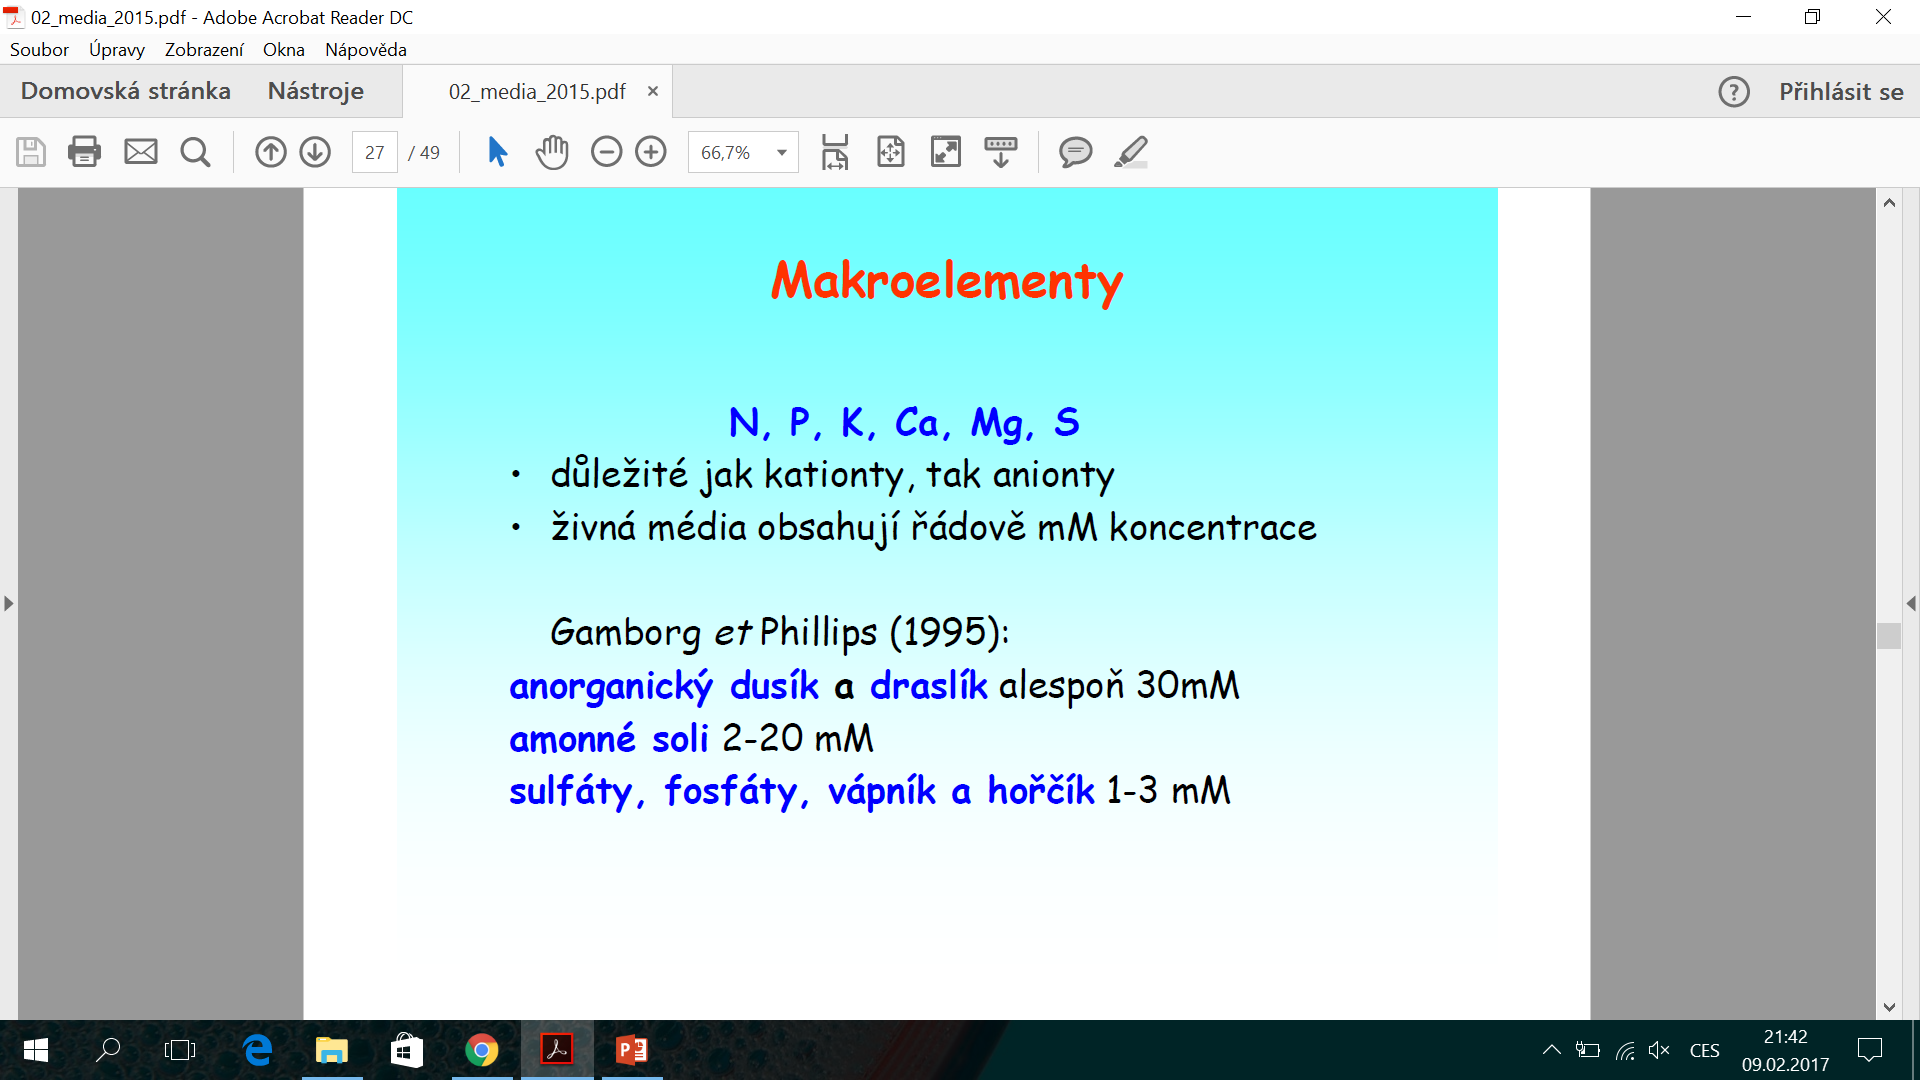 02_media_2015.pdf - Adobe Acrobat Reader DC
Soubor Úpravy Zobrazení Okna Nápověda
Domovská stránka Nástroje 02_media_2015.pdf × ? Přihlásit se
27 / 49 66,7%
Makroelementy
N, P, K, Ca, Mg, S
• důležité jak kationty, tak anionty
• živná média obsahují řádově mM koncentrace
Gamborg et Phillips (1995):
anorganický dusík a draslík alespoň 30mM
amonné soli 2-20 mM
sulfáty, fosfáty, vápník a hořčík 1-3 mM
CES 21:42
09.02.2017